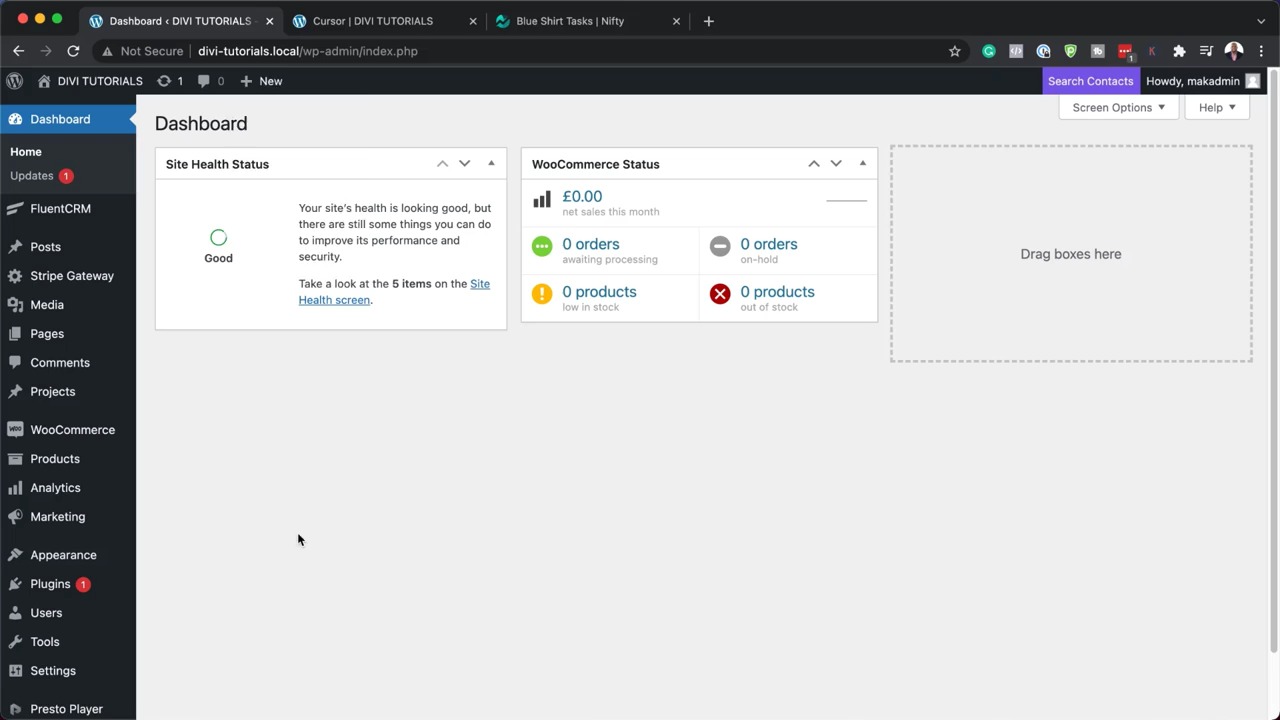 Dashboard ‹ DIVI TUTORIALS
Cursor | DIVI TUTORIALS
Blue Shirt Tasks | Nifty
Not Secure
divi-tutorials.local/wp-admin/index.php
fb
1
K
DIVI TUTORIALS
1
0
New
Search Contacts
Howdy, makadmin
Screen Options
Help
Dashboard
Home
Updates 1
FluentCRM
Posts
Stripe Gateway
Media
Pages
Comments
Projects
WooCommerce
Products
Analytics
Marketing
Appearance
Plugins 1
Users
Tools
Settings
Presto Player
Dashboard
Site Health Status
Good
Your site's health is looking good, but
there are still some things you can do
to improve its performance and
security.
Take a look at the 5 items on the Site
Health screen.
WooCommerce Status
£0.00
net sales this month
0 orders
awaiting processing
0 orders
on-hold
0 products
low in stock
0 products
out of stock
Drag boxes here